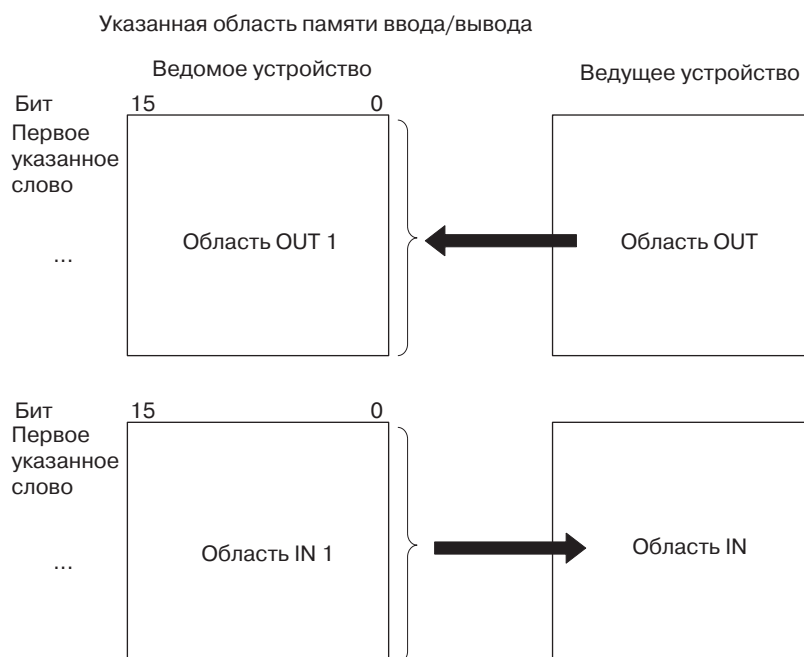 Указанная область памяти ввода/вывода
Ведомое устройство
Ведущее устройство
Бит 15 0
Первое
указанное
слово
...
Область OUT 1
Область OUT
Бит 15 0
Первое
указанное
слово
...
Область IN 1
Область IN